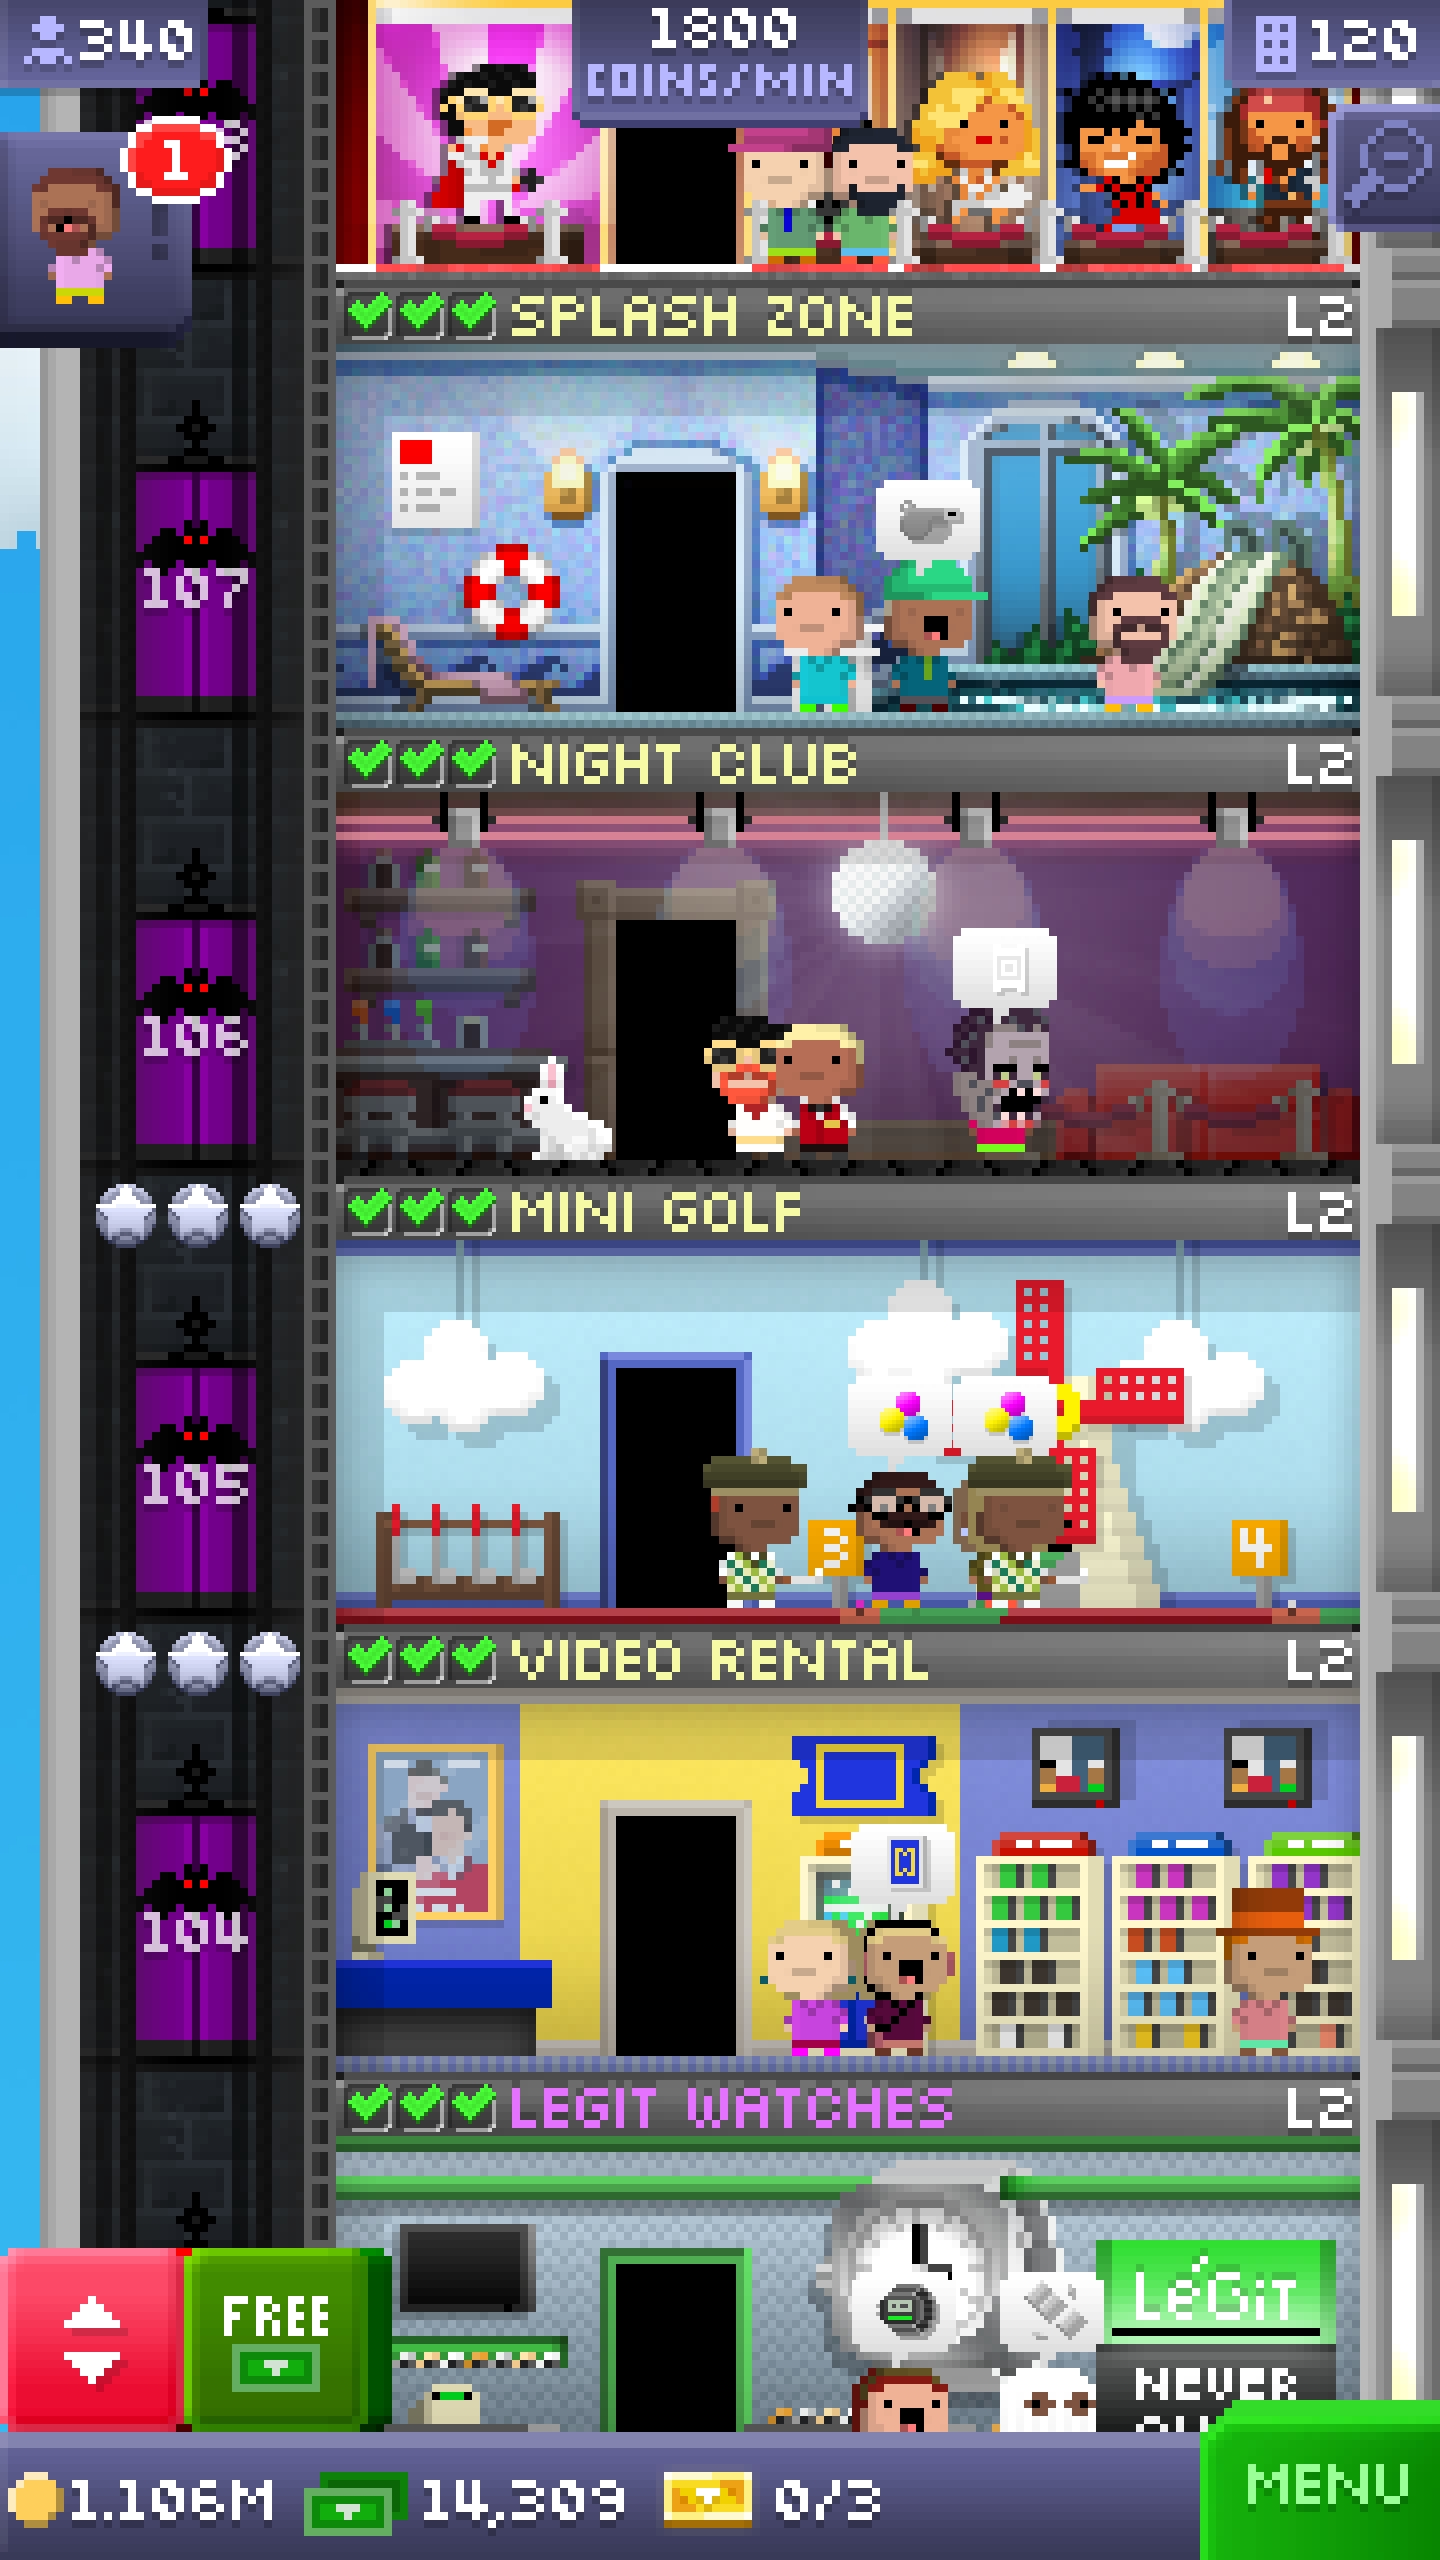 340
1800
COINS/MIN
120
1
SPLASH ZONE L2
107
NIGHT CLUB L2
106
MINI GOLF L2
105
3
4
VIDEO RENTAL L2
104
LEGIT WATCHES L2
LéGiT
NEVER
FREE
1.106M 14,309 0/3
MENU